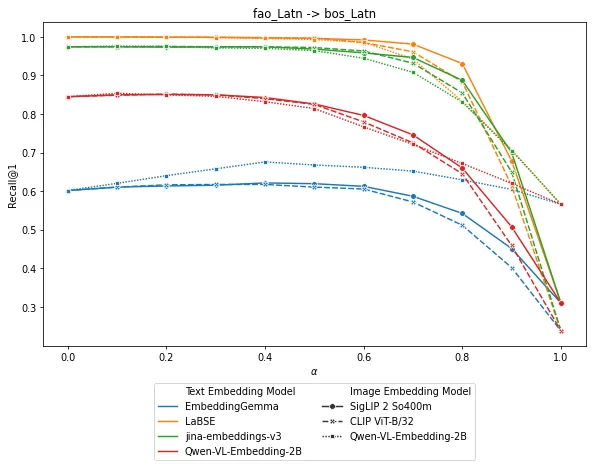 fao_Latn -> bos_Latn
Recall@1
1.0
0.9
0.8
0.7
0.6
0.5
0.4
0.3
0.0 0.2 0.4 0.6 0.8 1.0
α
Text Embedding Model
EmbeddingGemma
LaBSE
jina-embeddings-v3
Qwen-VL-Embedding-2B
Image Embedding Model
SigLIP 2 So400m
CLIP ViT-B/32
Qwen-VL-Embedding-2B